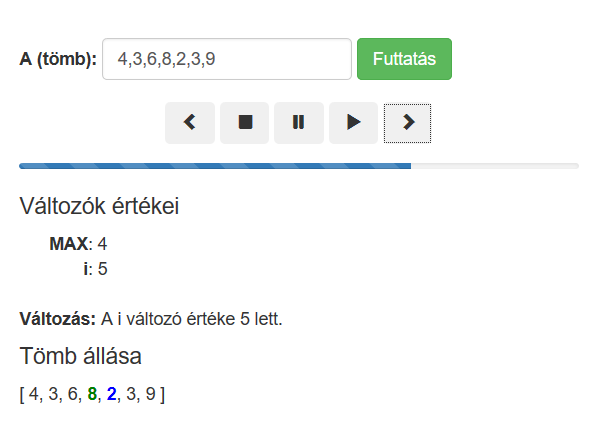 A (tömb): 4,3,6,8,2,3,9 Futtatás
Változók értékei
MAX: 4
i: 5
Változás: A i változó értéke 5 lett.
Tömb állása
[ 4, 3, 6, 8, 2, 3, 9 ]